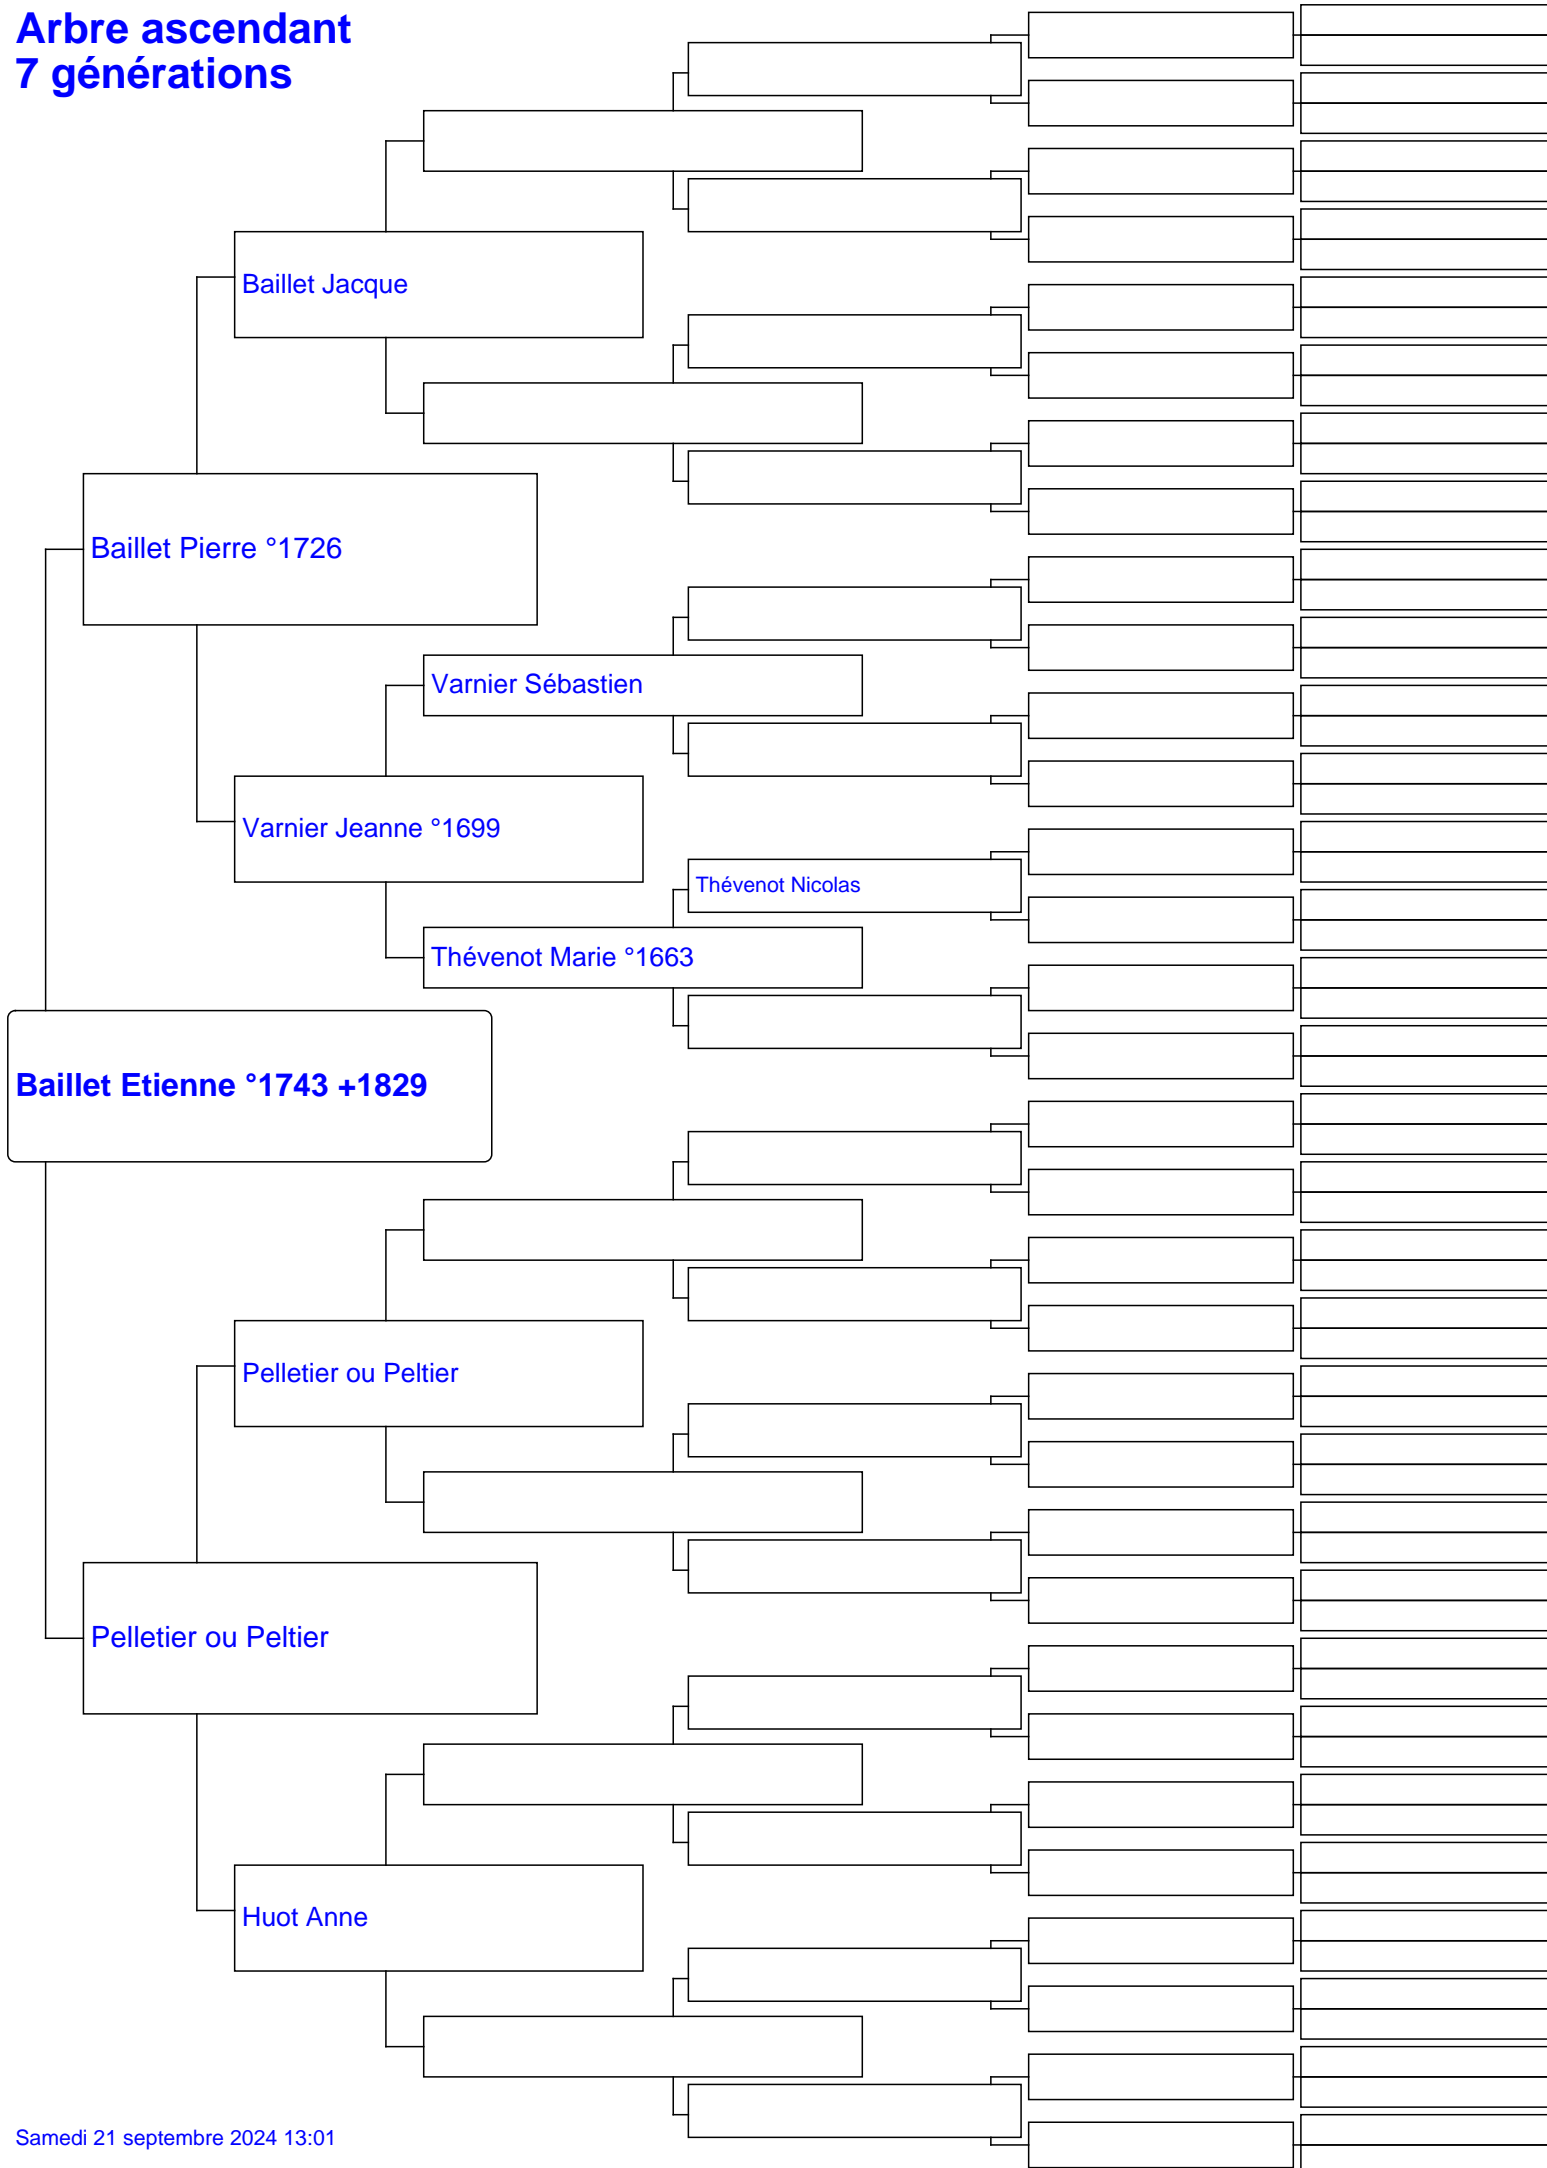 Arbre ascendant
7 générations
Baillet Jacque
Baillet Pierre °1726
Varnier Sébastien
Varnier Jeanne °1699
Thévenot Nicolas
Thévenot Marie °1663
Baillet Etienne °1743 +1829
Pelletier ou Peltier
Pelletier ou Peltier
Huot Anne
Samedi 21 septembre 2024 13:01